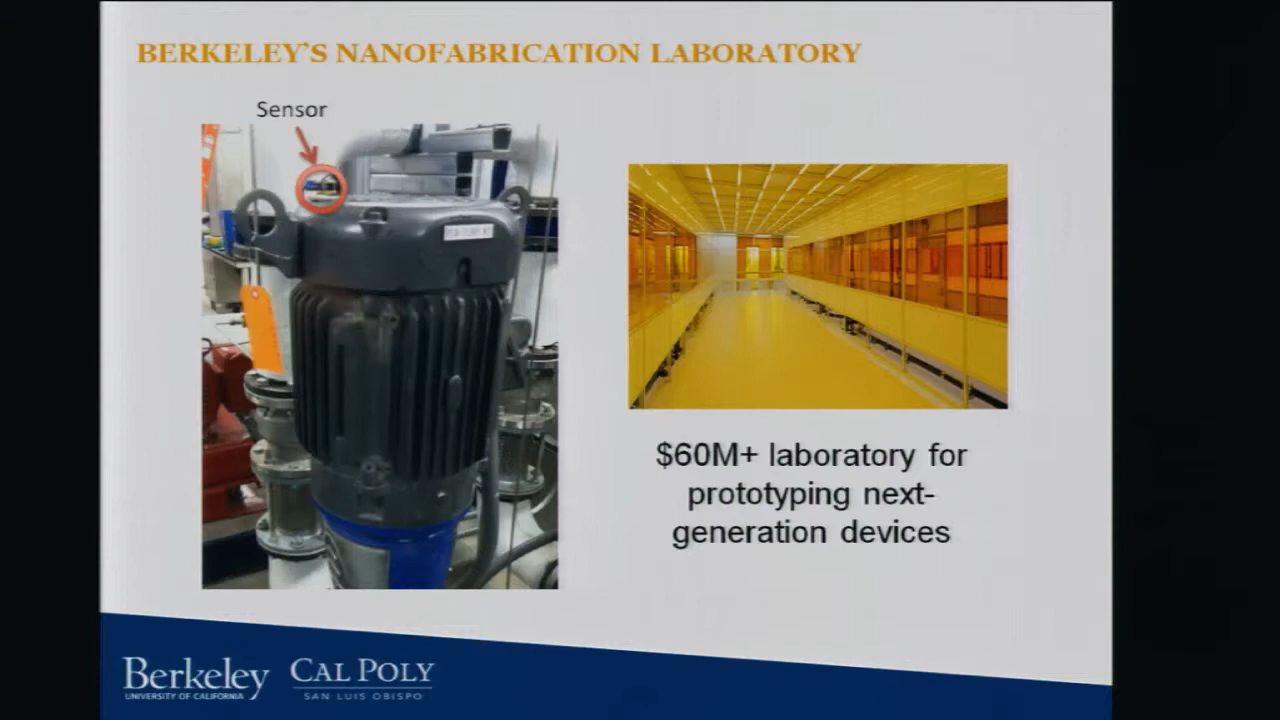 BERKELEY'S NANOFABRICATION LABORATORY
Sensor
$60M+ laboratory for
prototyping next-
generation devices
Berkeley
UNIVERSITY OF CALIFORNIA
CAL POLY
SAN LUIS OBISPO